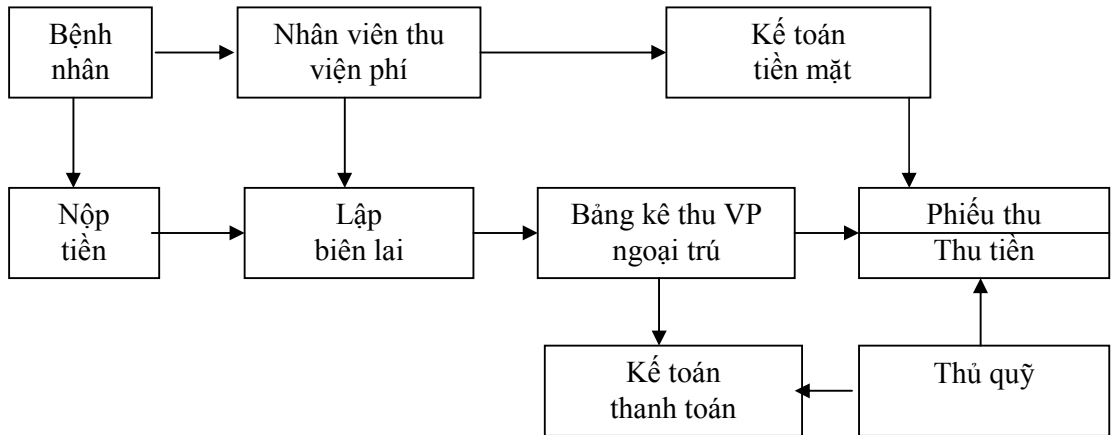 Bệnh
nhân
Nhân viên thu
viện phí
Kế toán
tiền mặt
Nộp
tiền
Lập
biên lai
Bảng kê thu VP
ngoại trú
Phiếu thu
Thu tiền
Kế toán
thanh toán
Thủ quỹ